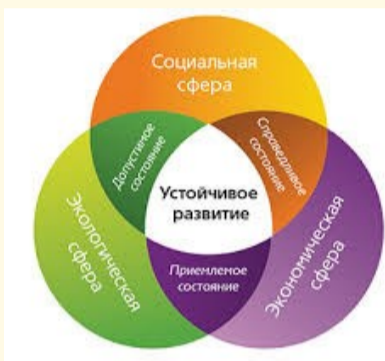 Социальная
сфера
Допустимое
состояние
Справедливое
состояние
Устойчивое
развитие
Экологическая
сфера
Экономическая
сфера
Приемлемое
состояние